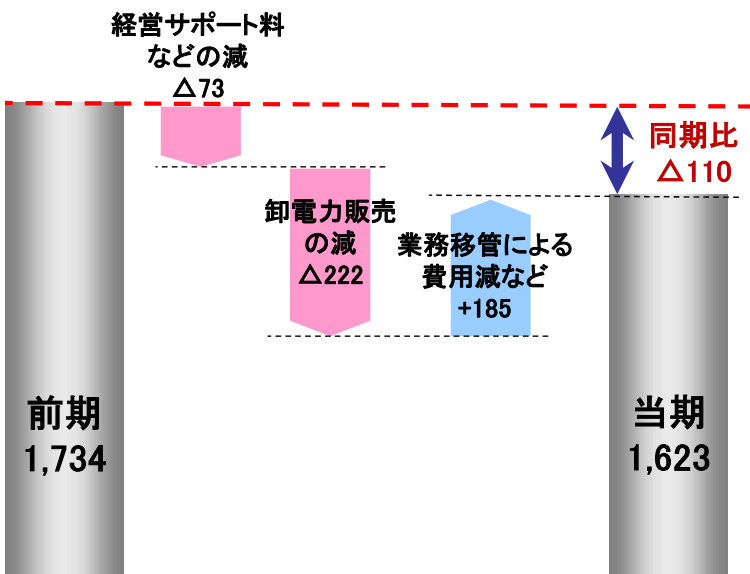 経営サポート料
などの減
△73
同期比
△110
卸電力販売
の減
△222
業務移管による
費用減など
+185
前期
1,734
当期
1,623